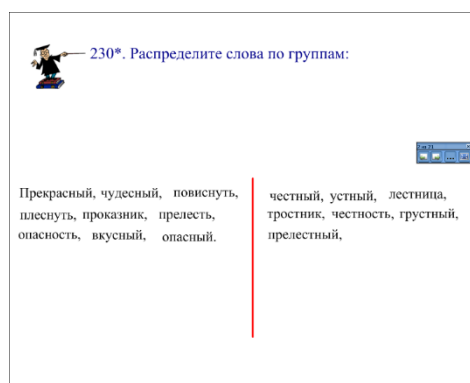 230*. Распределите слова по группам:
Прекрасный, чудесный, повиснуть,
плеснуть, проказник, прелесть,
опасность, вкусный, опасный.
честный, устный, лестница,
тростник, честность, грустный,
прелестный,